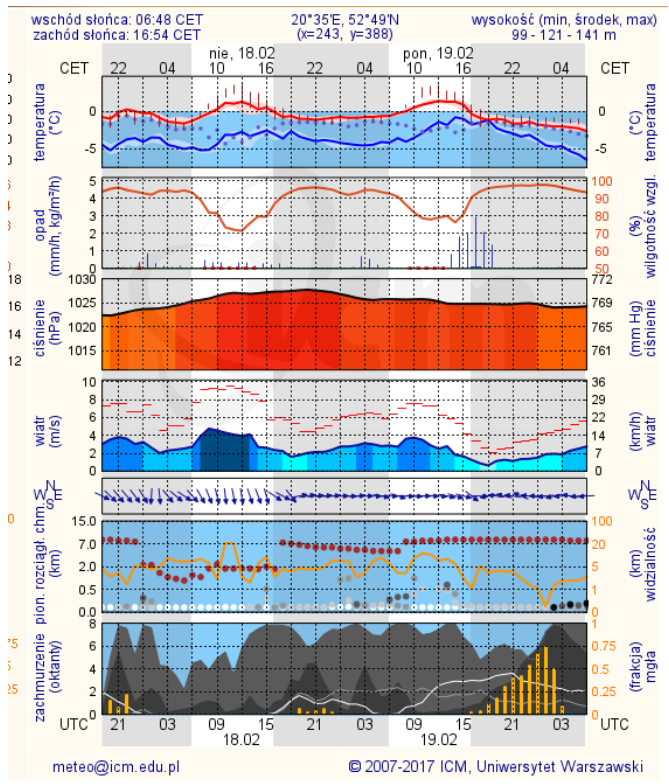 wschód słońca: 06:48 CET 20°35'E, 52°49'N wysokość (min, środek, max)
zachód słońca: 16:54 CET (x=243, y=388) 99 - 121 - 141 m
nie, 18.02 pon, 19.02
CET 22 04 10 16 22 04 10 16 22 04 CET
temperatura (°C) 0 -5
0 -5 temperatura (°C)
opad (mm/h, kg/m²/h) 5 4 3 2 1 0
100 90 80 70 60 50 (%) wilgotność wzgl.
18 16 14 12
ciśnienie (hPa) 1030 1025 1020 1015
772 769 765 761 (mm Hg) ciśnienie
wiatr (m/s) 10 8 6 4 2 0
36 29 22 14 7 0 (km/h) wiatr
N W E S
N W E S
pion. rozciągł. chm. (km) 15.0 7.0 2.0 0.5 0.0
100 20 5 1 0 (km) widzialność
zachmurzenie (oktanty) 8 6 4 2 0
1 0.75 0.5 0.25 0 (frakcja) mgła
UTC 21 03 09 15 21 03 09 15 21 03 UTC
18.02 19.02
meteo@icm.edu.pl © 2007-2017 ICM, Uniwersytet Warszawski